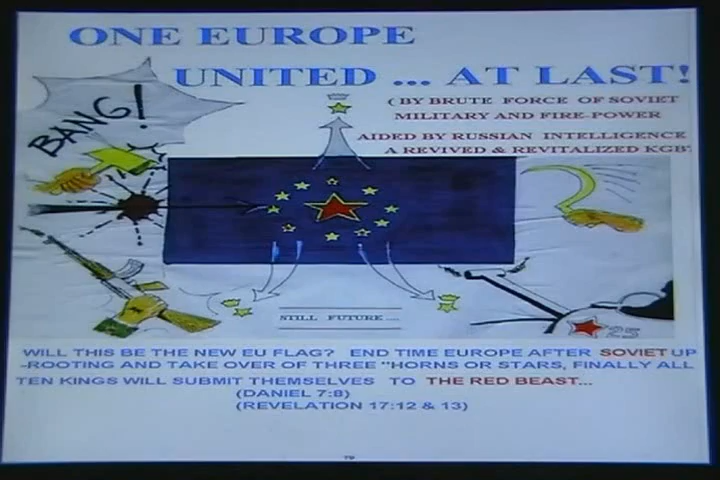 ONE EUROPE
UNITED ... AT LAST!
( BY BRUTE FORCE OF SOVIET
MILITARY AND FIRE-POWER
AIDED BY RUSSIAN INTELLIGENCE
A REVIVED & REVITALIZED KGB
BANG!
STILL FUTURE ....
25
WILL THIS BE THE NEW EU FLAG? END TIME EUROPE AFTER SOVIET UP
-ROOTING AND TAKE OVER OF THREE "HORNS OR STARS, FINALLY ALL
TEN KINGS WILL SUBMIT THEMSELVES TO THE RED BEAST...
(DANIEL 7:8)
(REVELATION 17:12 & 13)
79